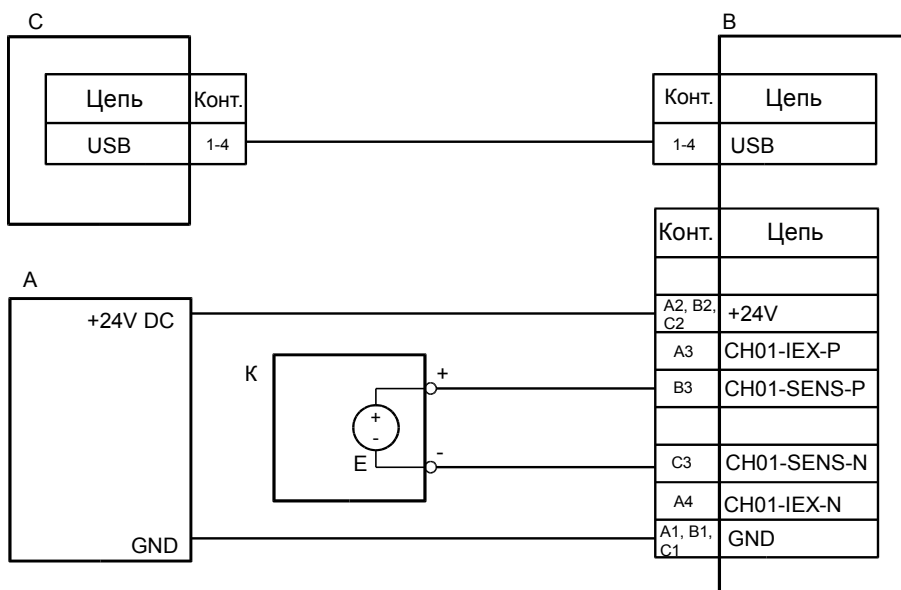 C
B
Цепь Конт.
USB 1-4
Конт. Цепь
1-4 USB
Конт. Цепь
A
+24V DC
A2, B2,
C2
+24V
A3 CH01-IEX-P
К
+
B3 CH01-SENS-P
+
-
E
-
C3 CH01-SENS-N
A4 CH01-IEX-N
GND
A1, B1,
C1
GND